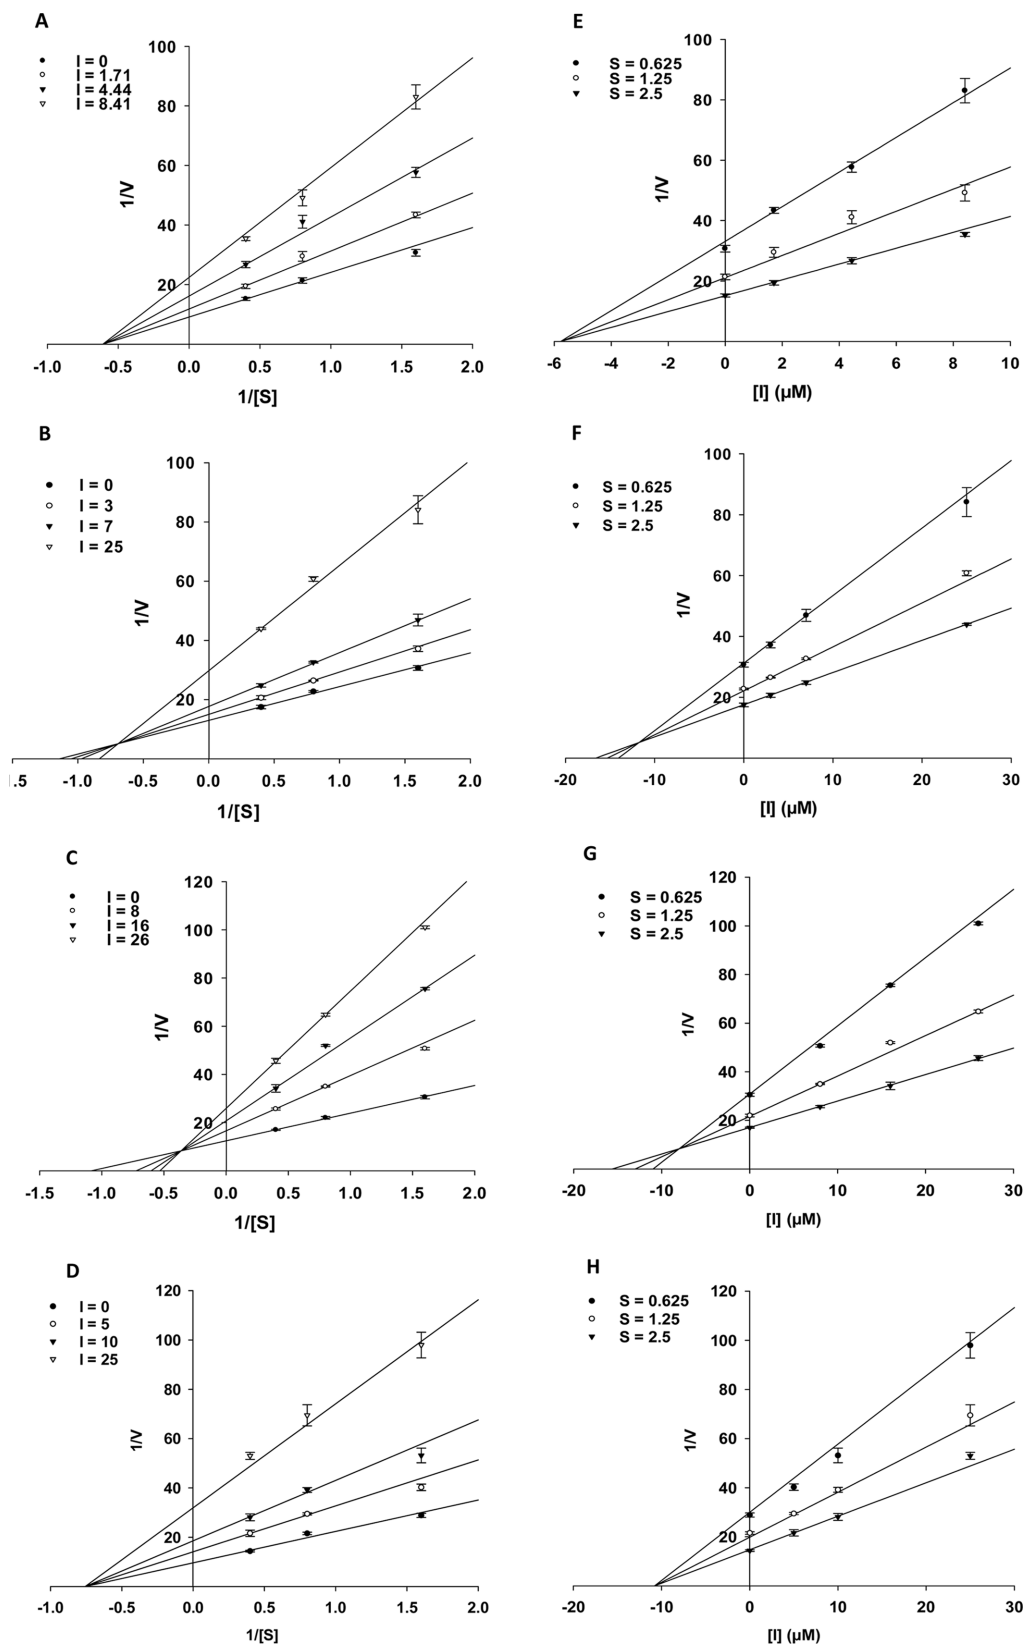 A
I = 0
I = 1.71
I = 4.44
I = 8.41
100
80
60
40
20
1/V
-1.0 -0.5 0.0 0.5 1.0 1.5 2.0
1/[S]
E
S = 0.625
S = 1.25
S = 2.5
100
80
60
40
20
1/V
-6 -4 -2 0 2 4 6 8 10
[I] (µM)
B
I = 0
I = 3
I = 7
I = 25
100
80
60
40
20
1/V
.5 -1.0 -0.5 0.0 0.5 1.0 1.5 2.0
1/[S]
F
S = 0.625
S = 1.25
S = 2.5
100
80
60
40
20
1/V
-20 -10 0 10 20 30
[I] (µM)
C
I = 0
I = 8
I = 16
I = 26
120
100
80
60
40
20
1/V
-1.5 -1.0 -0.5 0.0 0.5 1.0 1.5 2.0
1/[S]
G
S = 0.625
S = 1.25
S = 2.5
120
100
80
60
40
20
1/V
-20 -10 0 10 20 30
[I] (µM)
D
I = 0
I = 5
I = 10
I = 25
120
100
80
60
40
20
1/V
-1.0 -0.5 0.0 0.5 1.0 1.5 2.0
1/[S]
H
S = 0.625
S = 1.25
S = 2.5
120
100
80
60
40
20
1/V
-20 -10 0 10 20 30
[I] (µM)